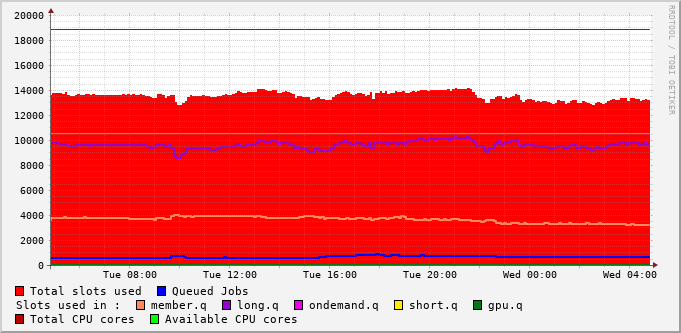 20000
18000
16000
14000
12000
10000
8000
6000
4000
2000
0
Tue 08:00 Tue 12:00 Tue 16:00 Tue 20:00 Wed 00:00 Wed 04:00
RRDTOOL / TOBI OETIKER
Total slots used Queued Jobs
Slots used in : member.q long.q ondemand.q short.q gpu.q
Total CPU cores Available CPU cores